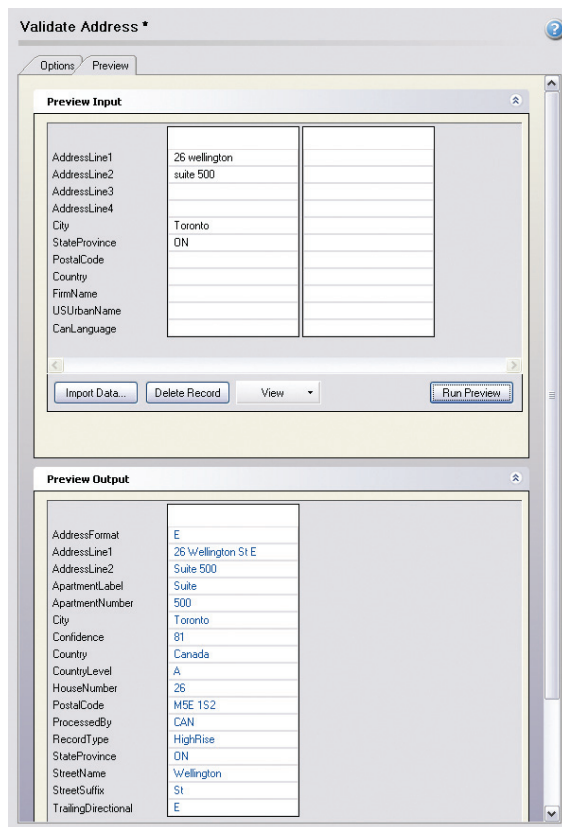 Validate Address *
?
Options Preview
Preview Input
AddressLine1 26 wellington
AddressLine2 suite 500
AddressLine3
AddressLine4
City Toronto
StateProvince ON
PostalCode
Country
FirmName
USUrbanName
CanLanguage
Import Data... Delete Record View Run Preview
Preview Output
AddressFormat E
AddressLine1 26 Wellington St E
AddressLine2 Suite 500
ApartmentLabel Suite
ApartmentNumber 500
City Toronto
Confidence 81
Country Canada
CountryLevel A
HouseNumber 26
PostalCode M5E 1S2
ProcessedBy CAN
RecordType HighRise
StateProvince ON
StreetName Wellington
StreetSuffix St
TrailingDirectional E